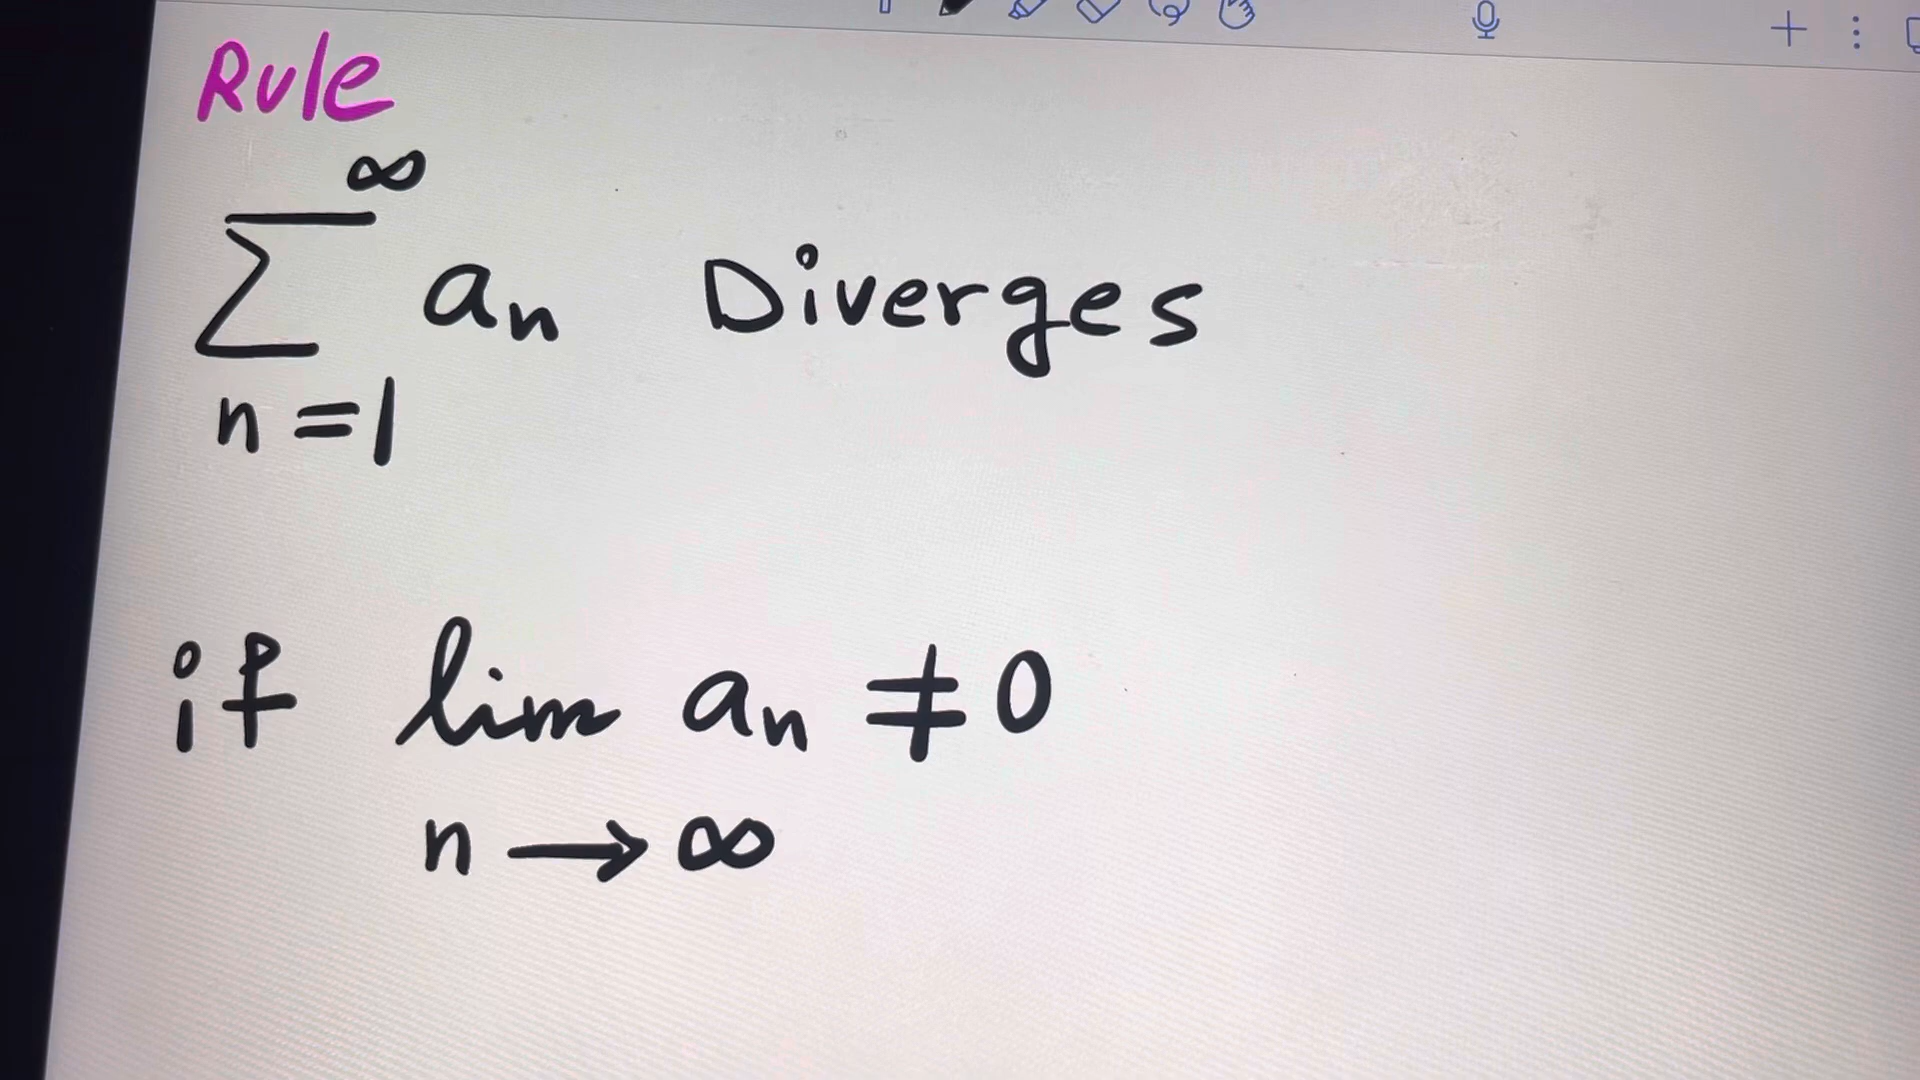 Rule
∞
∑ aₙ Diverges
n=1
if lim aₙ ≠ 0
n → ∞